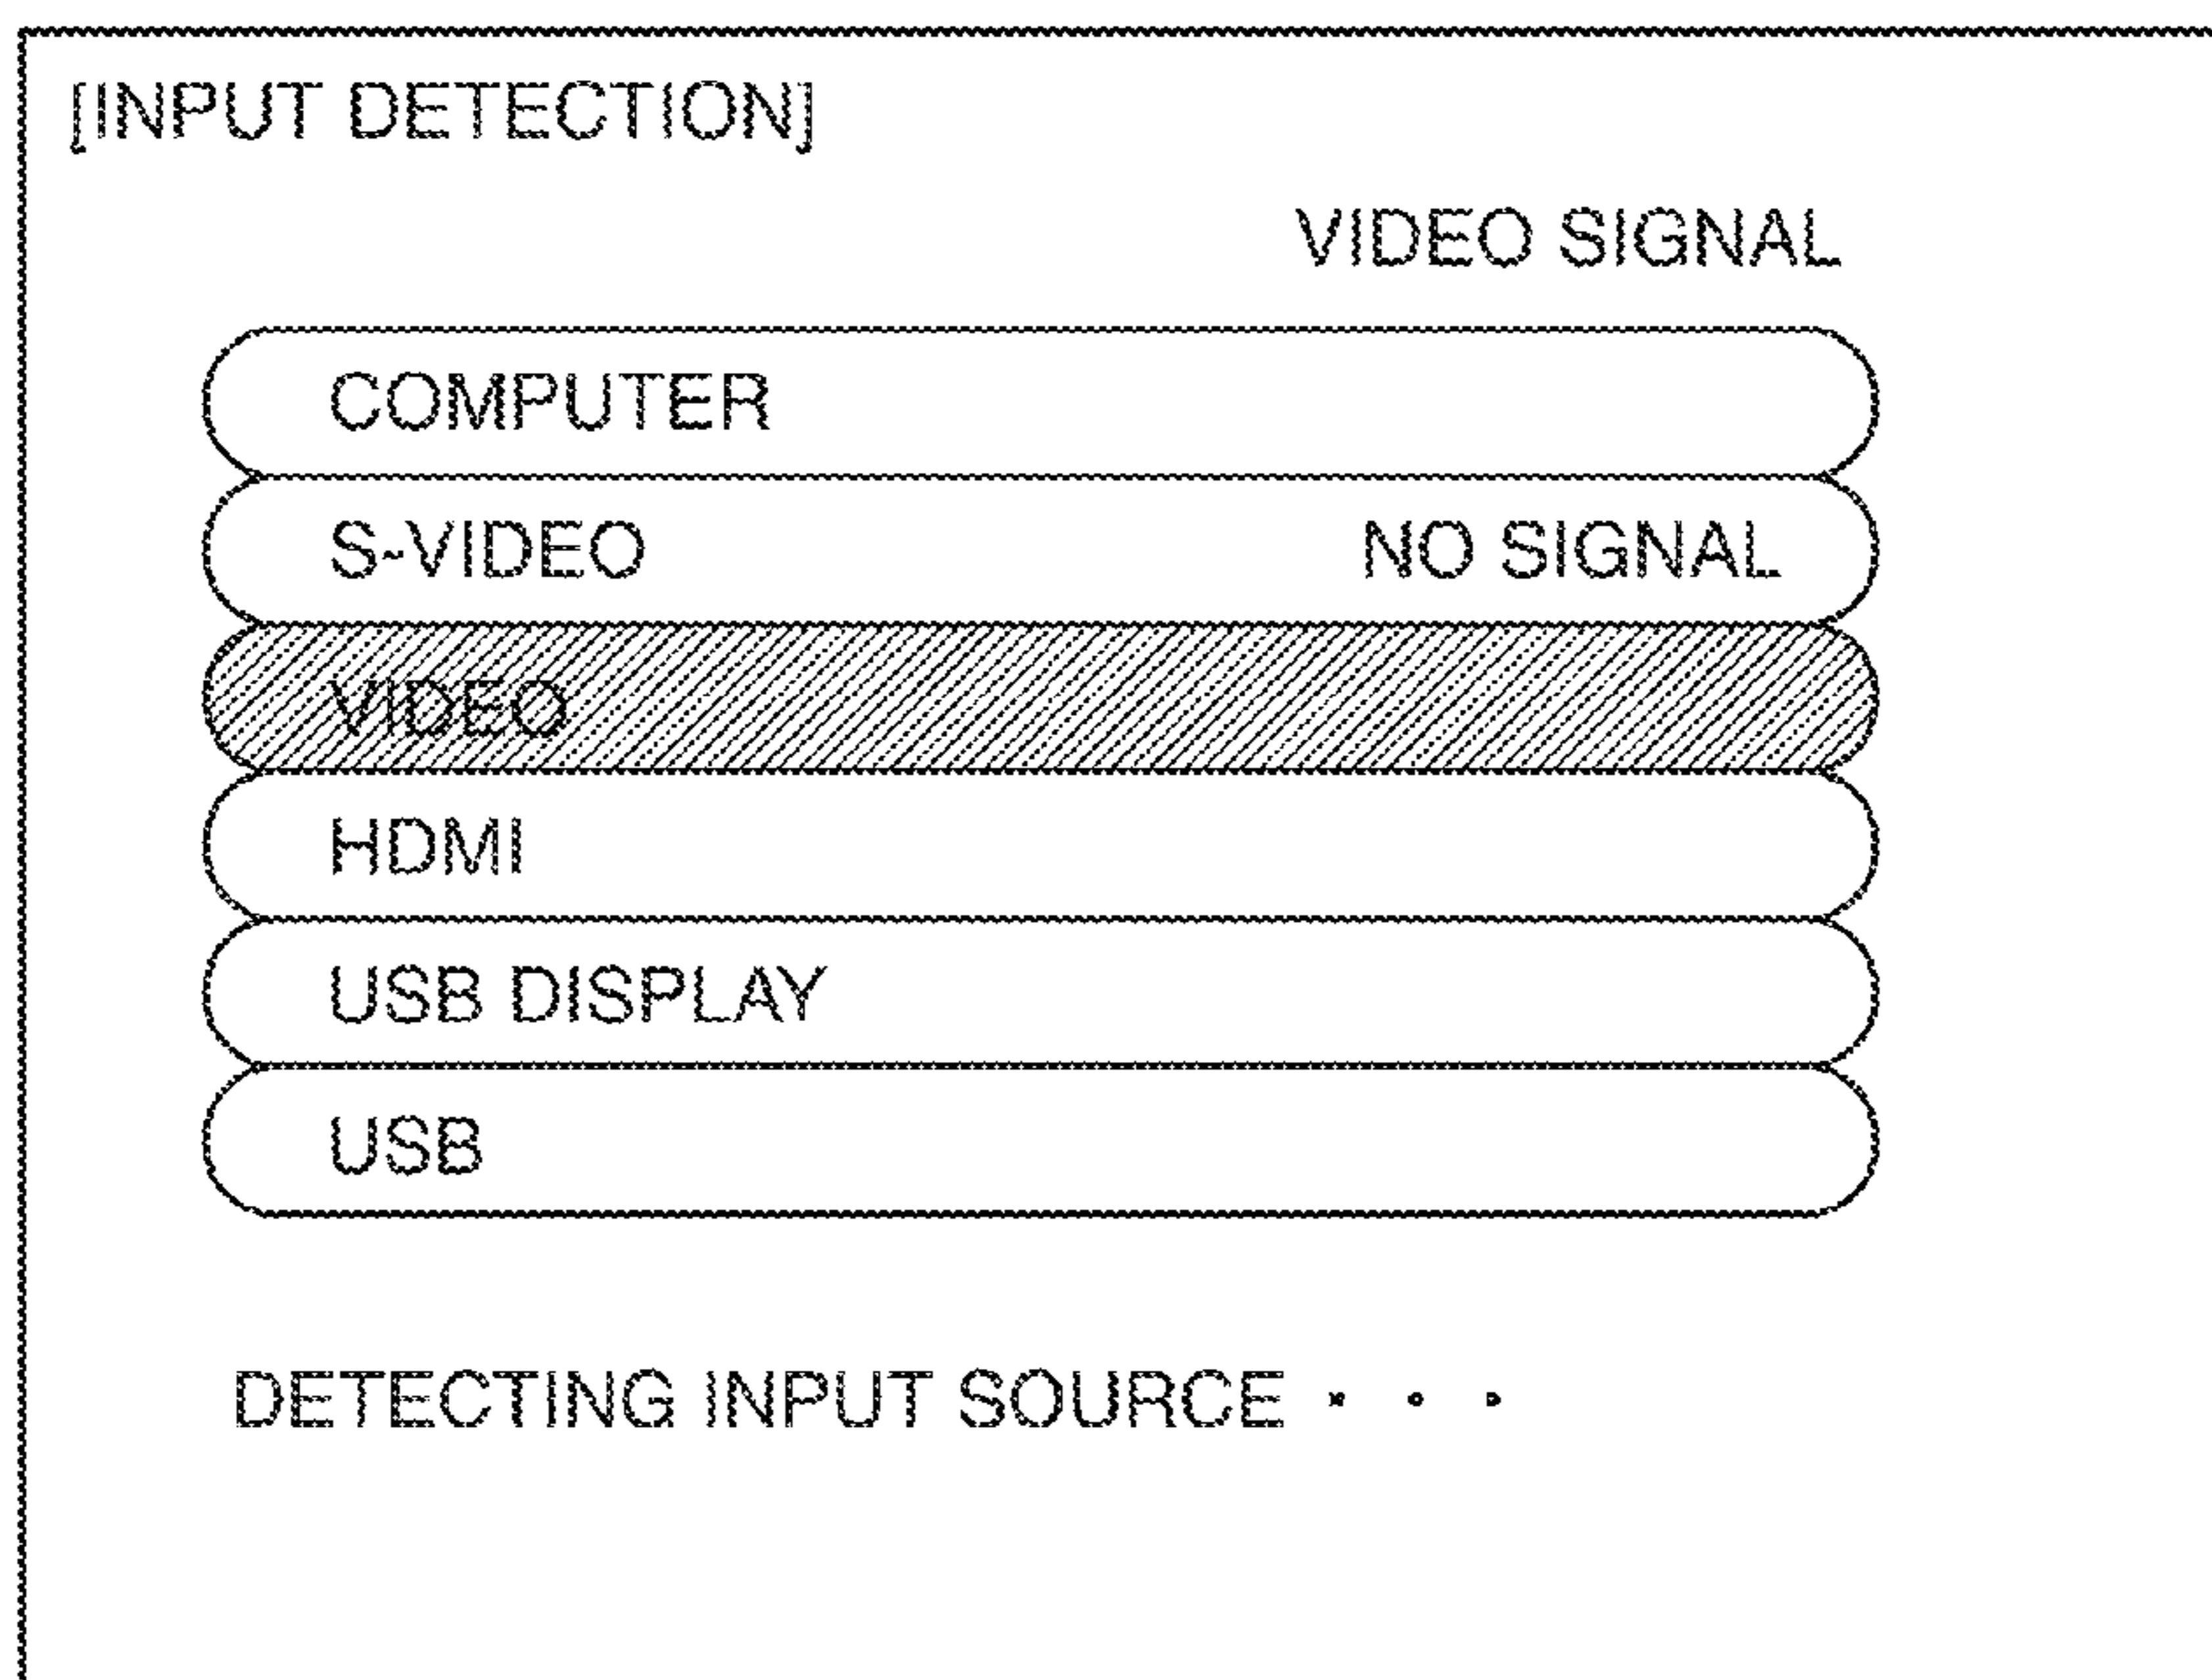 [INPUT DETECTION]
VIDEO SIGNAL
COMPUTER
S-VIDEO NO SIGNAL
VIDEO
HDMI
USB DISPLAY
USB
DETECTING INPUT SOURCE・・・